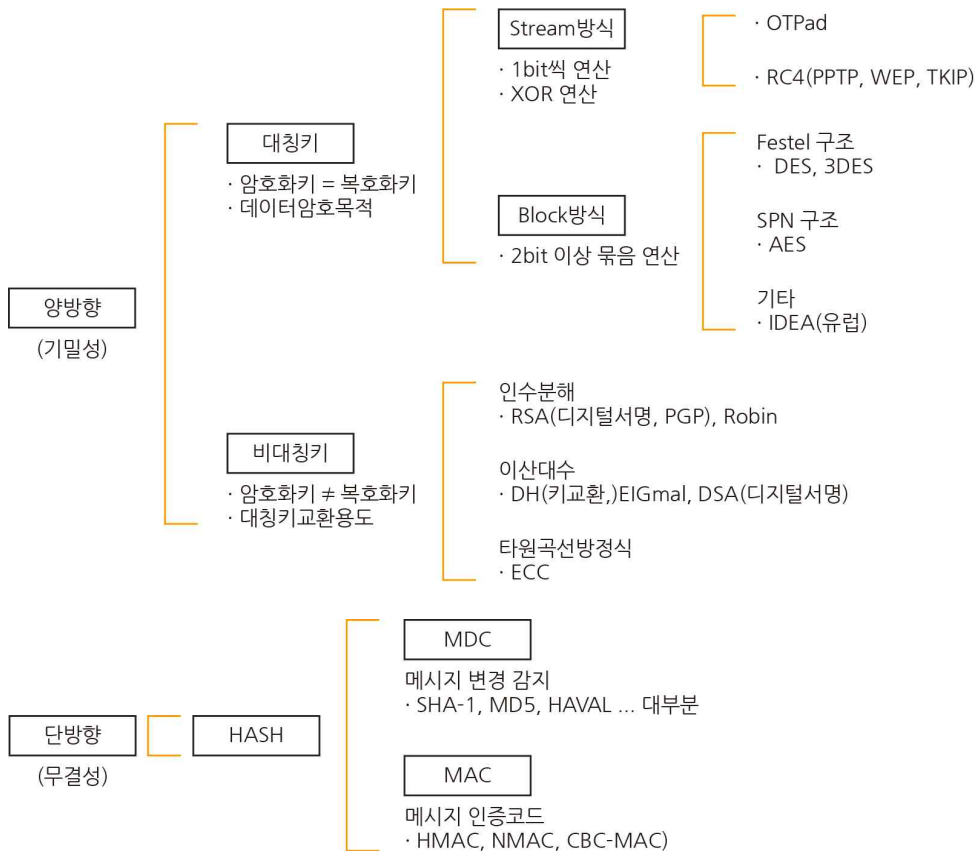 Stream방식
· 1bit씩 연산
· XOR 연산
· OTPad
· RC4(PPTP, WEP, TKIP)
대칭키
· 암호화키 = 복호화키
· 데이터암호목적
Block방식
· 2bit 이상 묶음 연산
Festel 구조
· DES, 3DES
SPN 구조
· AES
기타
· IDEA(유럽)
양방향
(기밀성)
비대칭키
· 암호화키 ≠ 복호화키
· 대칭키교환용도
인수분해
· RSA(디지털서명, PGP), Robin
이산대수
· DH(키교환,)EIGmal, DSA(디지털서명)
타원곡선방정식
· ECC
단방향
(무결성)
HASH
MDC
메시지 변경 감지
· SHA-1, MD5, HAVAL ... 대부분
MAC
메시지 인증코드
· HMAC, NMAC, CBC-MAC)